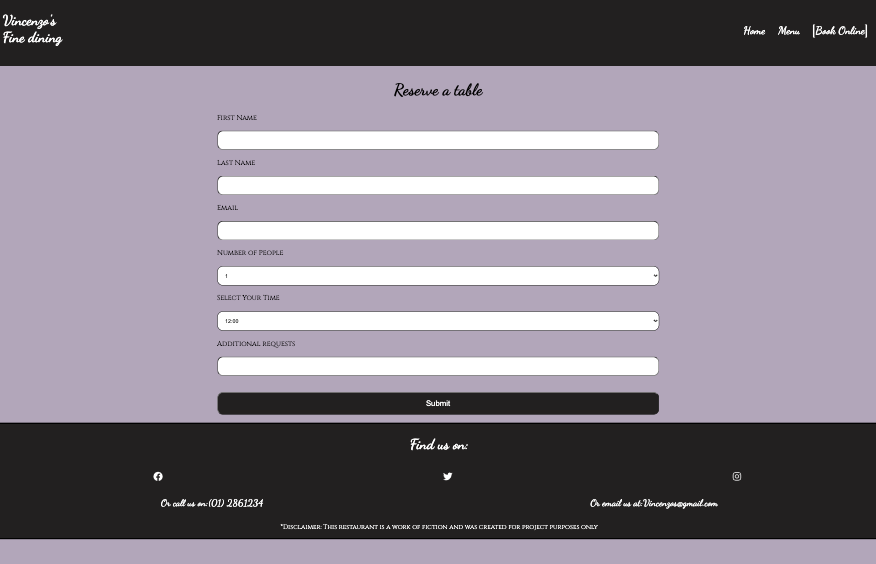 Vincenzo's
Fine dining
Home Menu |Book Online|
Reserve a table
First Name
Last Name
Email
Number of People
1
Select Your Time
12:00
Additional requests
Submit
Find us on:
Or call us on:(01) 2861234
Or email us at:Vincenzos@gmail.com
*Disclaimer: This restaurant is a work of fiction and was created for project purposes only